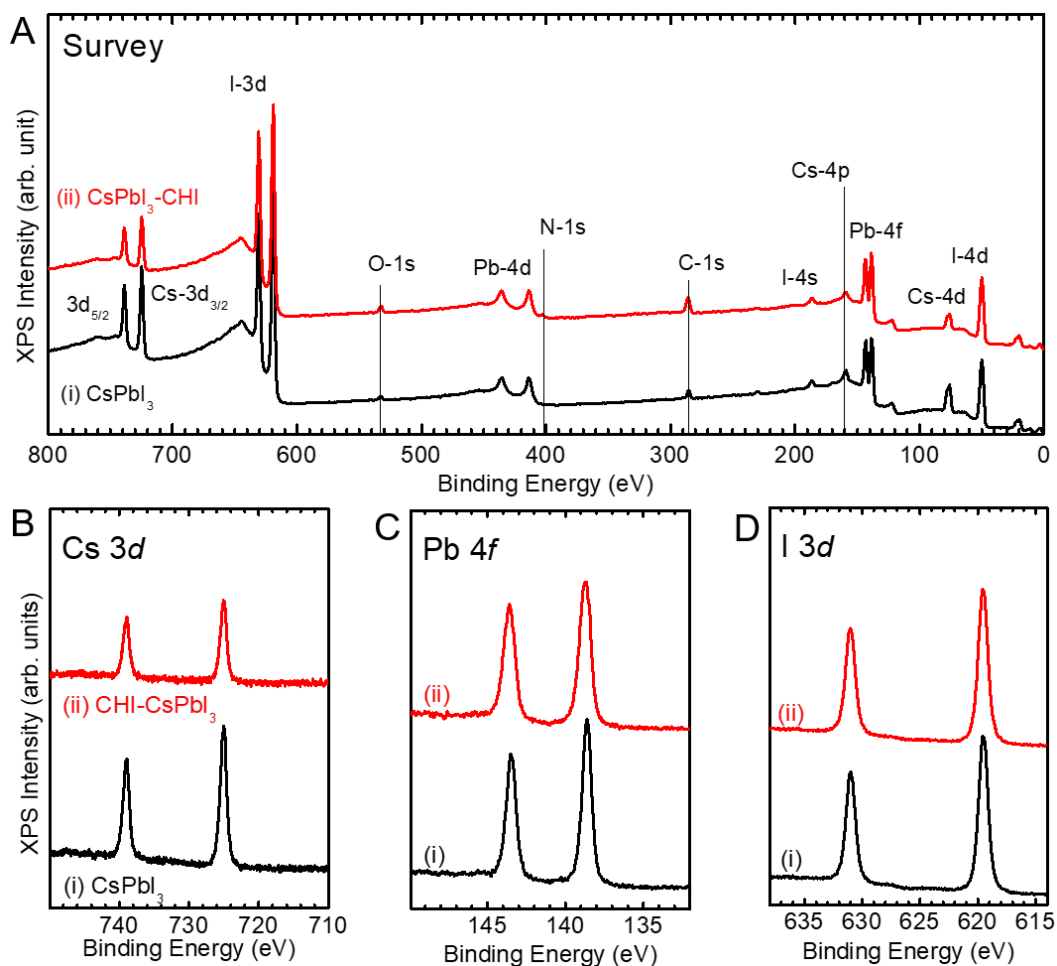 A
Survey
I-3d
(ii) CsPbI₃-CHI
3d₅/₂
Cs-3d₃/₂
(i) CsPbI₃
O-1s
Pb-4d
N-1s
C-1s
I-4s
Cs-4p
Pb-4f
Cs-4d
I-4d
XPS Intensity (arb. unit)
800 700 600 500 400 300 200 100 0
Binding Energy (eV)
B
Cs 3d
(ii) CHI-CsPbI₃
(i) CsPbI₃
XPS Intensity (arb. units)
740 730 720 710
Binding Energy (eV)
C
Pb 4f
(ii)
(i)
145 140 135
Binding Energy (eV)
D
I 3d
(ii)
(i)
635 630 625 620 615
Binding Energy (eV)